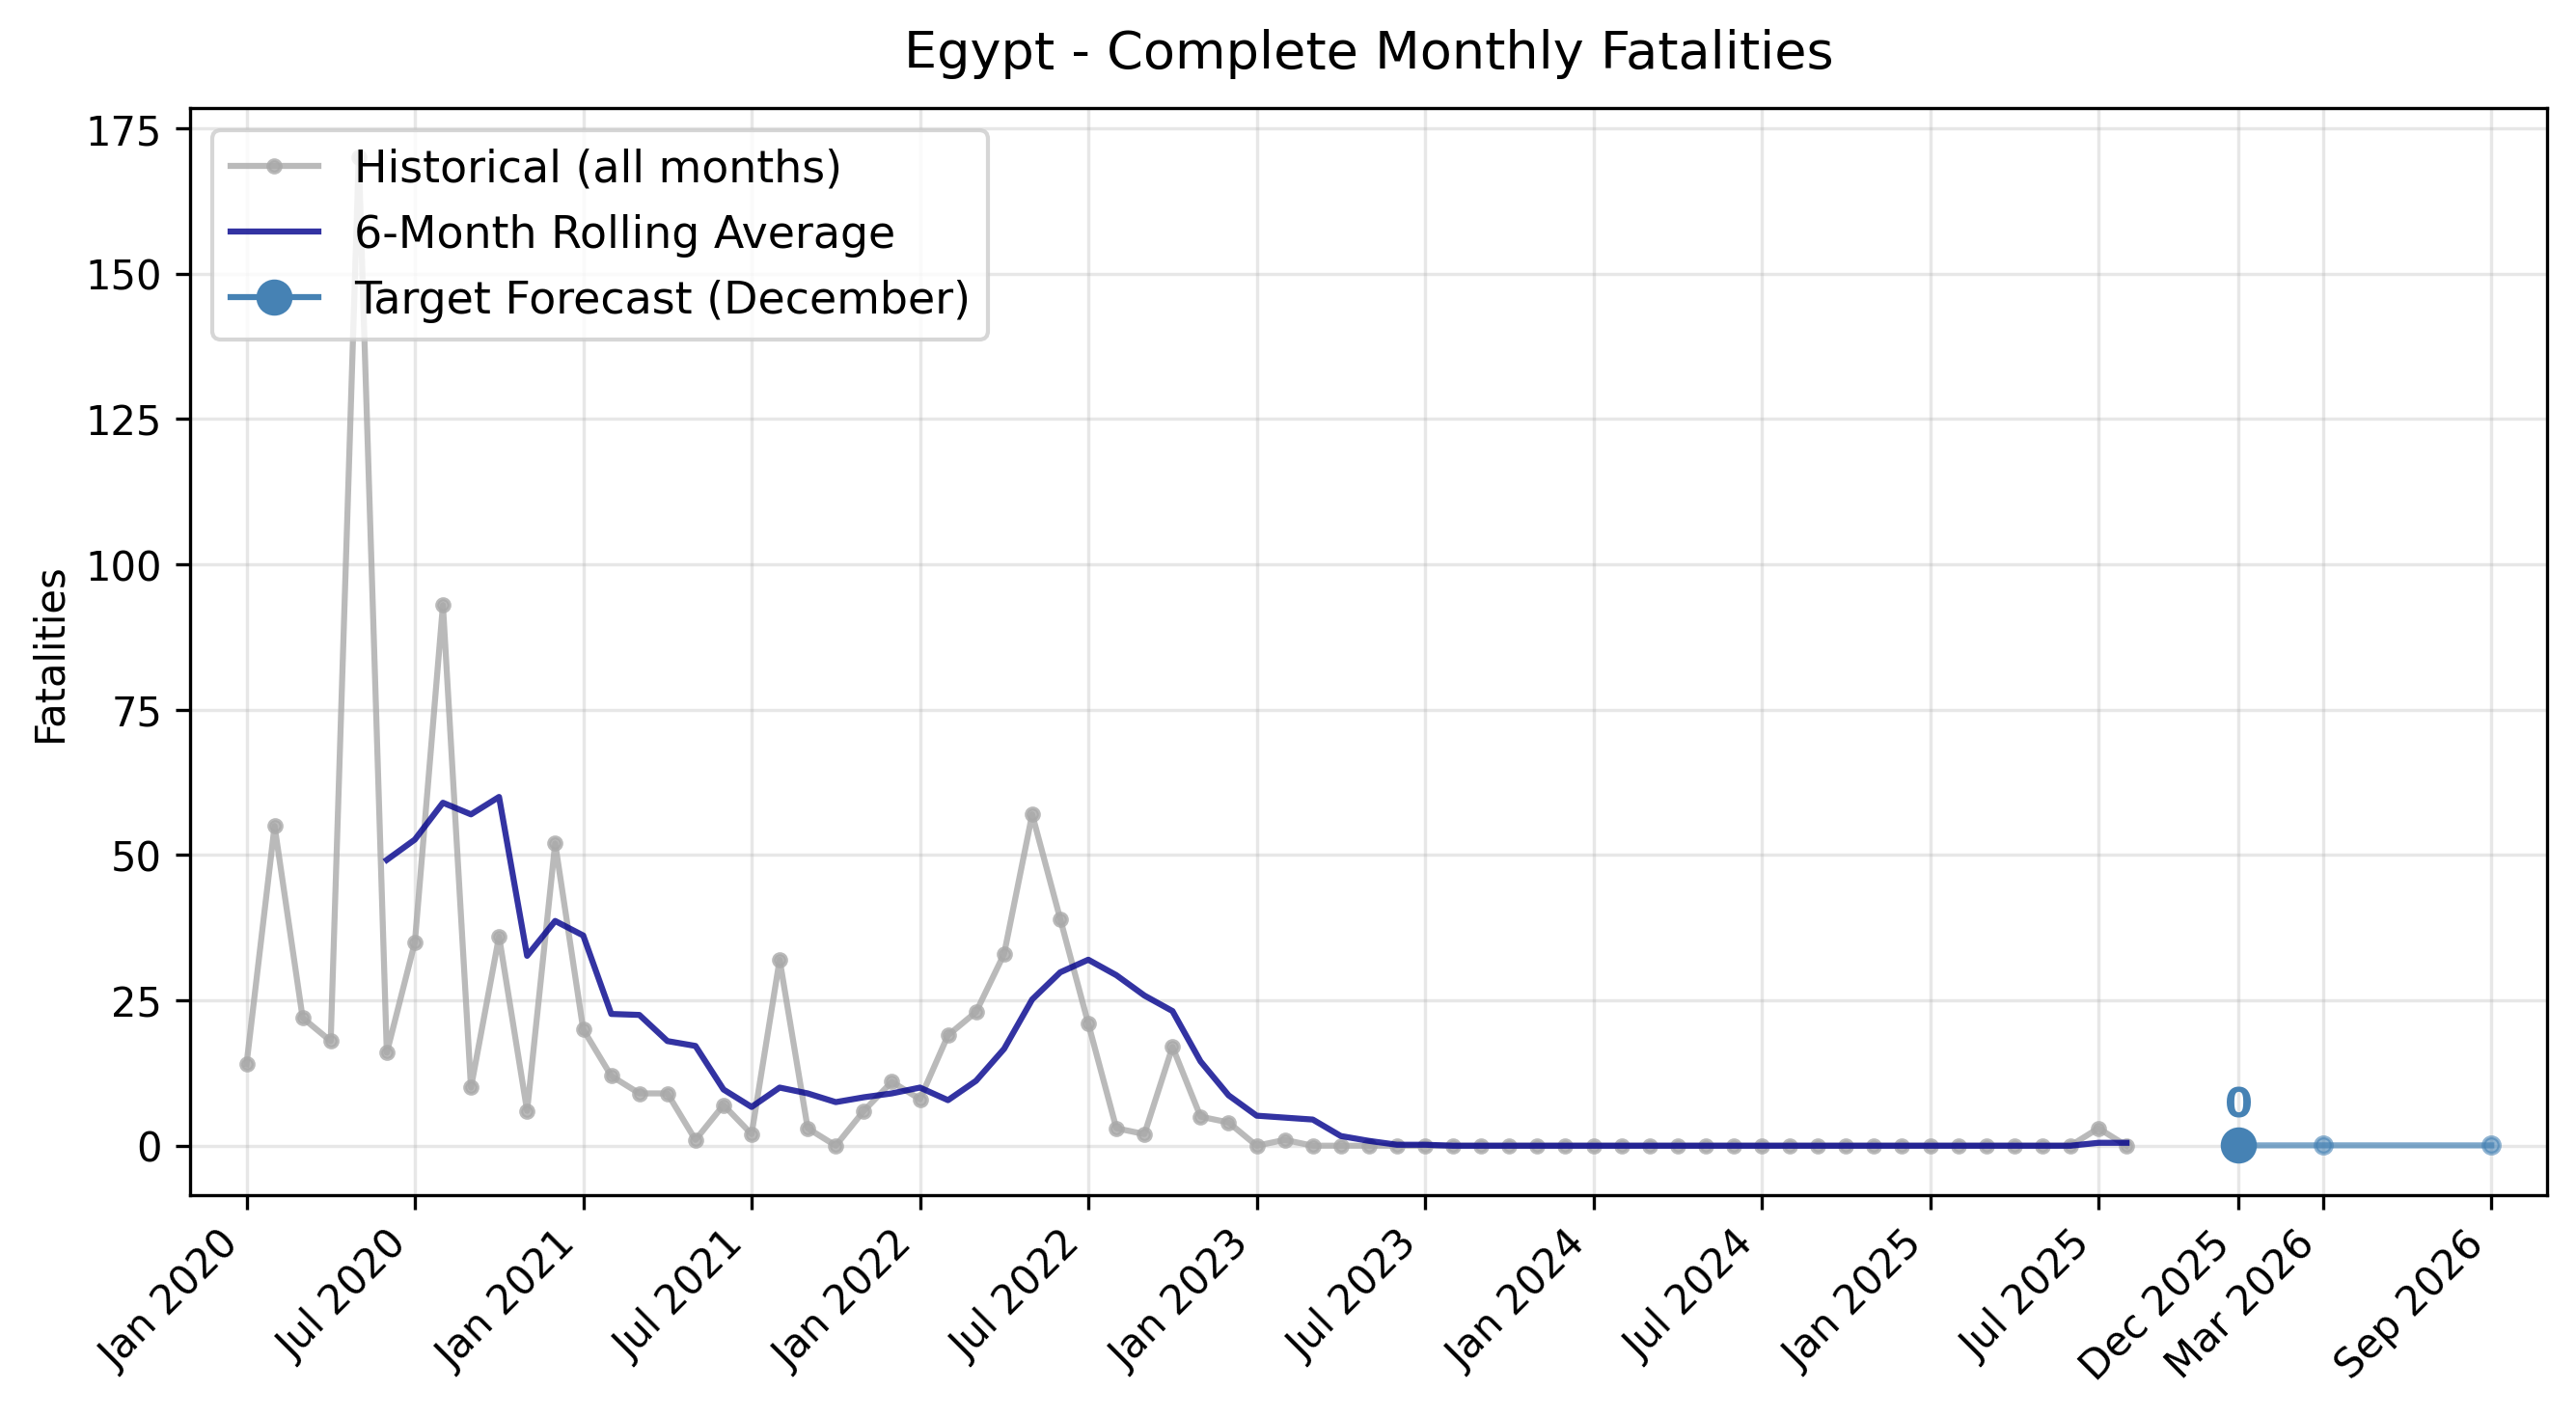 Egypt - Complete Monthly Fatalities
Historical (all months)
6-Month Rolling Average
Target Forecast (December)
Fatalities
175
150
125
100
75
50
25
0
0
Jan 2020
Jul 2020
Jan 2021
Jul 2021
Jan 2022
Jul 2022
Jan 2023
Jul 2023
Jan 2024
Jul 2024
Jan 2025
Jul 2025
Dec 2025
Mar 2026
Sep 2026